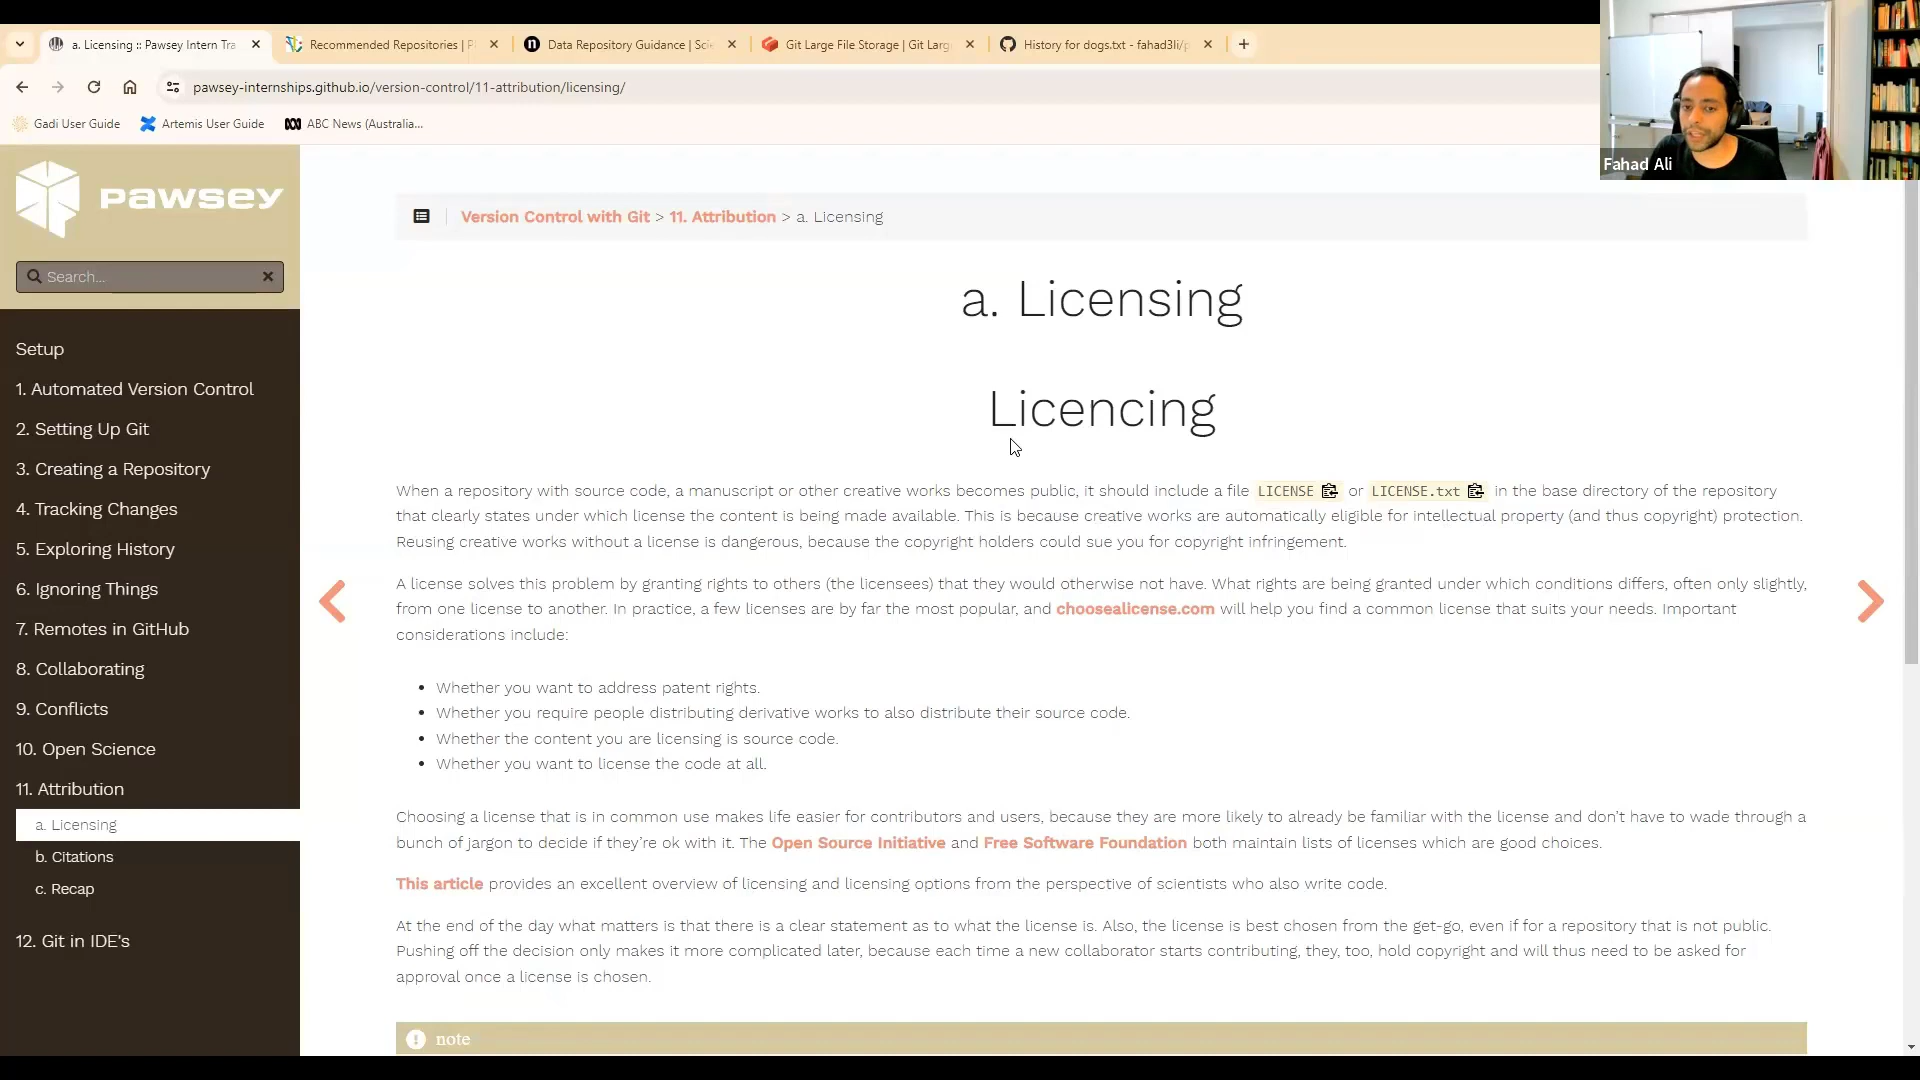 a. Licensing :: Pawsey Intern Tra
Recommended Repositories | P
Data Repository Guidance | Scie
Git Large File Storage | Git Larg
History for dogs.txt - fahad3li/p
pawsey-internships.github.io/version-control/11-attribution/licensing/
Gadi User Guide
Artemis User Guide
ABC News (Australia...
Fahad Ali
PAWSEY
Search...
Setup
1. Automated Version Control
2. Setting Up Git
3. Creating a Repository
4. Tracking Changes
5. Exploring History
6. Ignoring Things
7. Remotes in GitHub
8. Collaborating
9. Conflicts
10. Open Science
11. Attribution
a. Licensing
b. Citations
c. Recap
12. Git in IDE's
Version Control with Git > 11. Attribution > a. Licensing
a. Licensing
Licencing
When a repository with source code, a manuscript or other creative works becomes public, it should include a file LICENSE or LICENSE.txt in the base directory of the repository
that clearly states under which license the content is being made available. This is because creative works are automatically eligible for intellectual property (and thus copyright) protection.
Reusing creative works without a license is dangerous, because the copyright holders could sue you for copyright infringement.
A license solves this problem by granting rights to others (the licensees) that they would otherwise not have. What rights are being granted under which conditions differs, often only slightly,
from one license to another. In practice, a few licenses are by far the most popular, and choosealicense.com will help you find a common license that suits your needs. Important
considerations include:
• Whether you want to address patent rights.
• Whether you require people distributing derivative works to also distribute their source code.
• Whether the content you are licensing is source code.
• Whether you want to license the code at all.
Choosing a license that is in common use makes life easier for contributors and users, because they are more likely to already be familiar with the license and don't have to wade through a
bunch of jargon to decide if they're ok with it. The Open Source Initiative and Free Software Foundation both maintain lists of licenses which are good choices.
This article provides an excellent overview of licensing and licensing options from the perspective of scientists who also write code.
At the end of the day what matters is that there is a clear statement as to what the license is. Also, the license is best chosen from the get-go, even if for a repository that is not public.
Pushing off the decision only makes it more complicated later, because each time a new collaborator starts contributing, they, too, hold copyright and will thus need to be asked for
approval once a license is chosen.
note